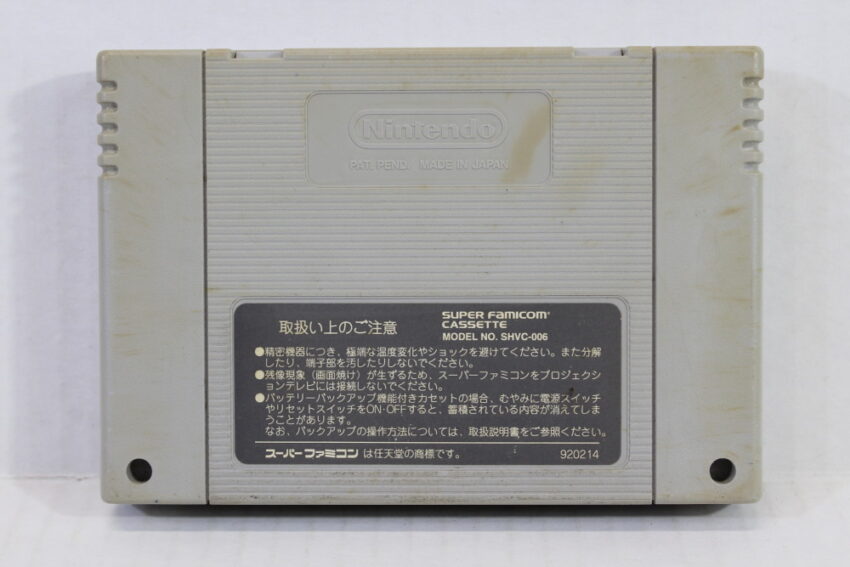 Nintendo
PAT. PEND. MADE IN JAPAN
取扱い上のご注意
SUPER FAMICOM
CASSETTE
MODEL NO. SHVC-006
●精密機器につき、極端な温度変化やショックを避けてください。また分解
したり、端子部を汚したりしないでください。
●残像現象（画面焼け）が生ずるため、スーパーファミコンをプロジェクシ
ョンテレビには接続しないでください。
●バッテリーバックアップ機能付きカセットの場合、むやみに電源スイッチ
やリセットスイッチをON-OFFすると、蓄積されている内容が消えてしま
うことがあります。
なお、バックアップの操作方法については、取扱説明書をご参照ください。
スーパーファミコン は任天堂の商標です。
920214